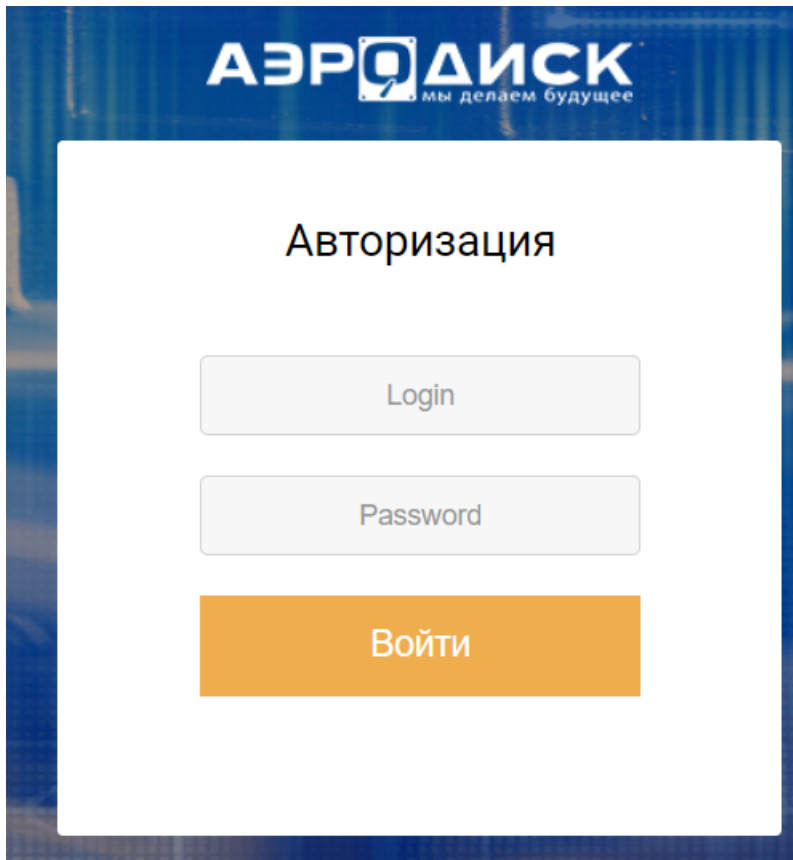 АЭРОДИСК
мы делаем будущее
Авторизация
Login
Password
Войти